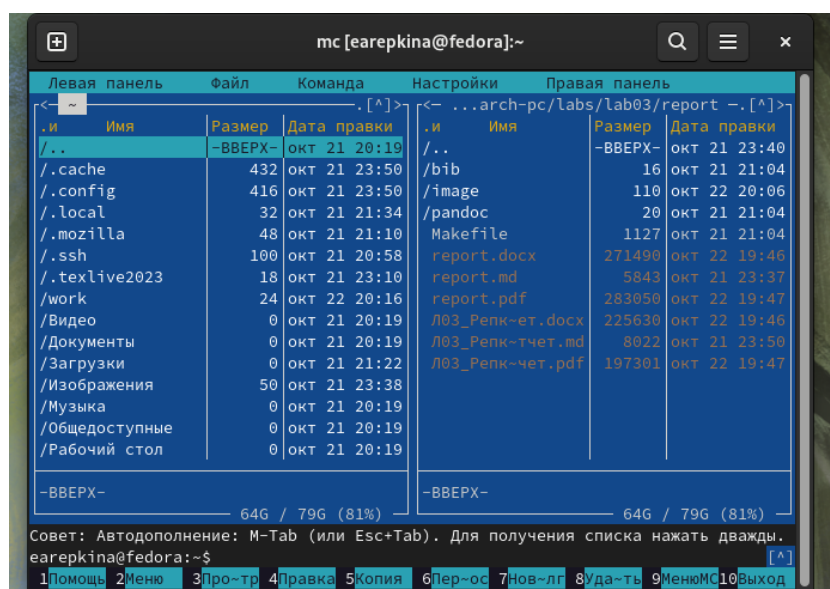 mc [earepkina@fedora]:~
Левая панель Файл Команда Настройки Правая панель
<— ~ .[^]> <— ...arch-pc/labs/lab03/report —.[^]>
.и Имя Размер Дата правки .и Имя Размер Дата правки
/.. -ВВЕРХ- окт 21 20:19 /.. -ВВЕРХ- окт 21 23:40
/.cache 432 окт 21 23:50 /bib 16 окт 21 21:04
/.config 416 окт 21 23:50 /image 110 окт 22 20:06
/.local 32 окт 21 21:34 /pandoc 20 окт 21 21:04
/.mozilla 48 окт 21 21:10 Makefile 1127 окт 21 21:04
/.ssh 100 окт 21 20:58 report.docx 271490 окт 22 19:46
/.texlive2023 18 окт 21 23:10 report.md 5843 окт 21 23:37
/work 24 окт 22 20:16 report.pdf 283050 окт 22 19:47
/Видео 0 окт 21 20:19 Л03_Репк~ет.docx 225630 окт 22 19:46
/Документы 0 окт 21 20:19 Л03_Репк~тчет.md 8022 окт 21 23:50
/Загрузки 0 окт 21 21:22 Л03_Репк~чет.pdf 197301 окт 22 19:47
/Изображения 50 окт 21 23:38
/Музыка 0 окт 21 20:19
/Общедоступные 0 окт 21 20:19
/Рабочий стол 0 окт 21 20:19
-ВВЕРХ- -ВВЕРХ-
64G / 79G (81%) 64G / 79G (81%)
Совет: Автодополнение: M-Tab (или Esc+Tab). Для получения списка нажать дважды.
earepkina@fedora:~$ [^]
1Помощь 2Меню 3Про~тр 4Правка 5Копия 6Пер~ос 7Нов~лг 8Уда~ть 9МенюMC 10Выход